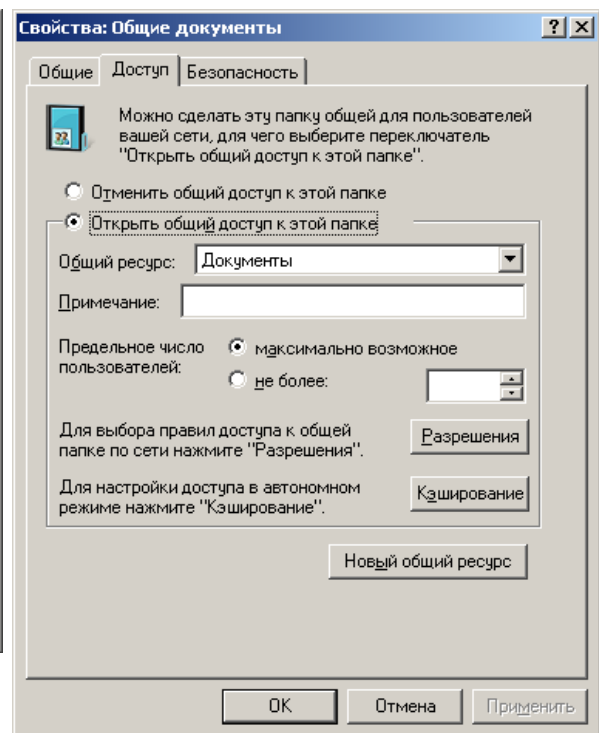 Свойства: Общие документы
Общие Доступ Безопасность
Можно сделать эту папку общей для пользователей
вашей сети, для чего выберите переключатель
"Открыть общий доступ к этой папке".
Отменить общий доступ к этой папке
Открыть общий доступ к этой папке
Общий ресурс: Документы
Примечание:
Предельное число
пользователей:
максимально возможное
не более:
Для выбора правил доступа к общей
папке по сети нажмите "Разрешения".
Разрешения
Для настройки доступа в автономном
режиме нажмите "Кэширование".
Кэширование
Новый общий ресурс
OK Отмена Применить